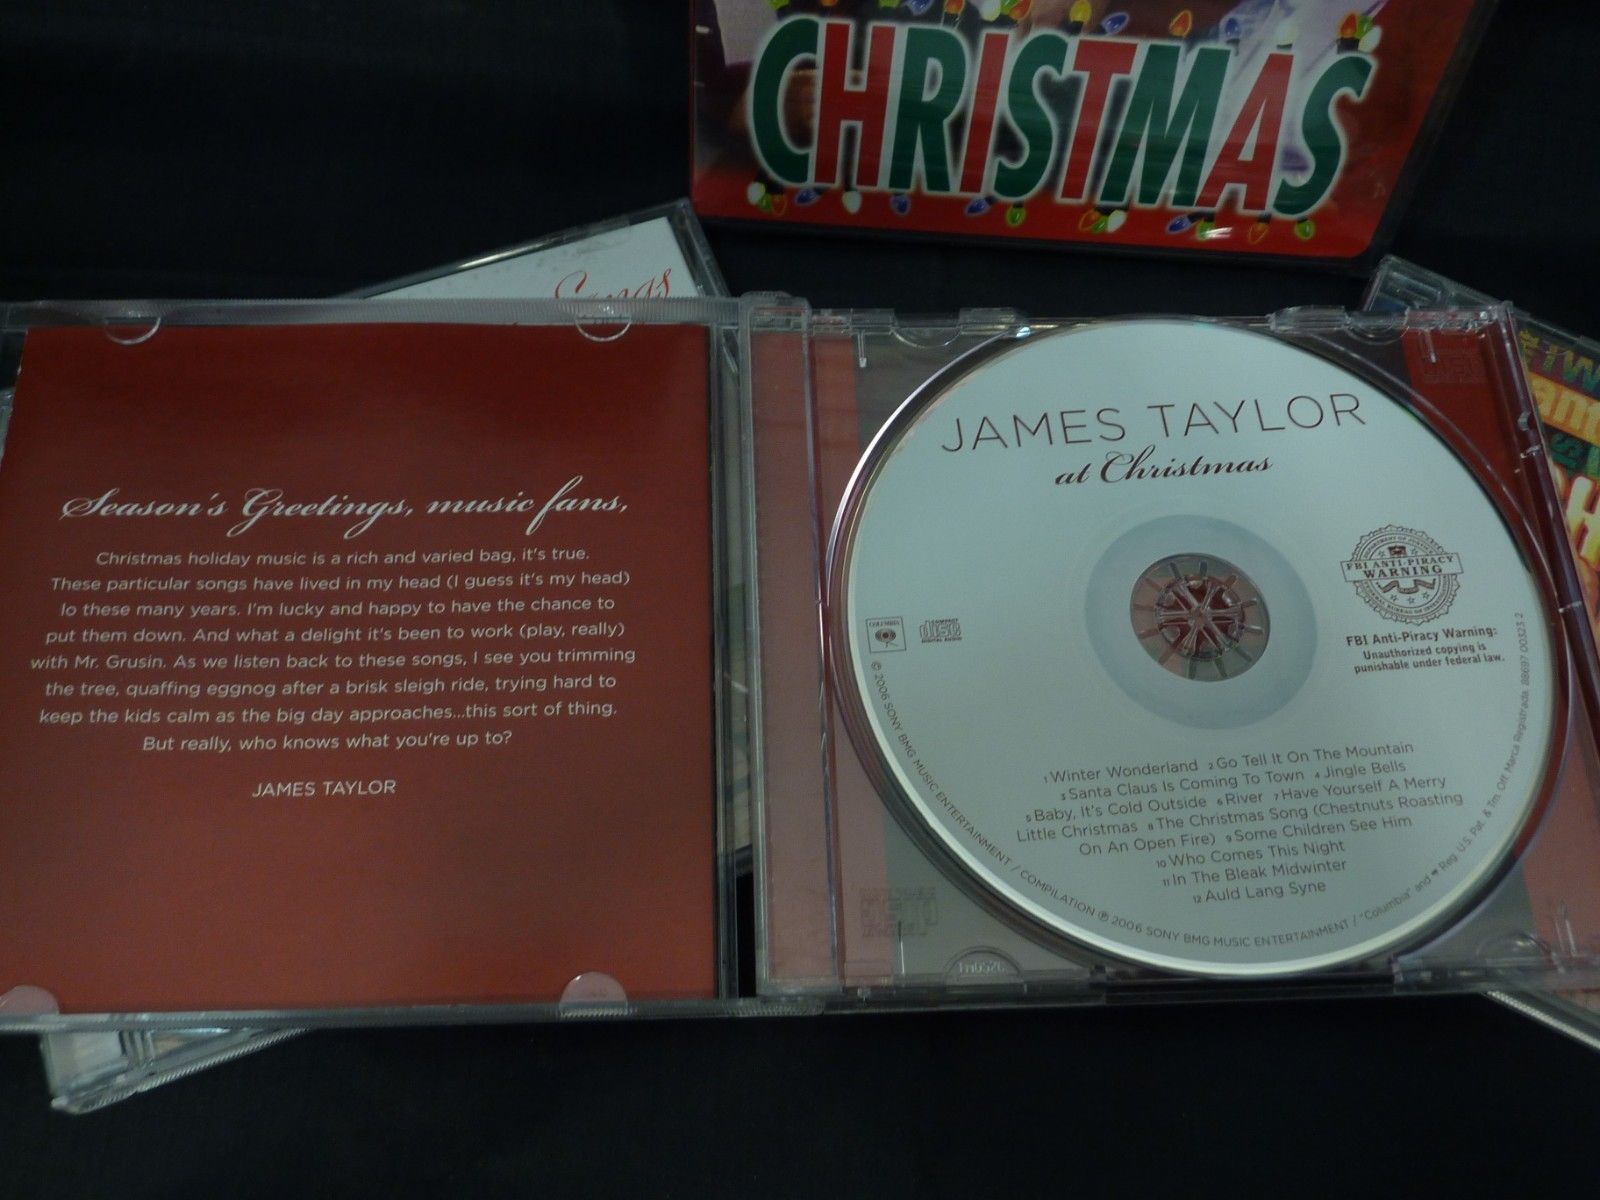 CHRISTMAS
Songs
Season's Greetings, music fans,
Christmas holiday music is a rich and varied bag, it's true.
These particular songs have lived in my head (I guess it's my head)
lo these many years. I'm lucky and happy to have the chance to
put them down. And what a delight it's been to work (play, really)
with Mr. Grusin. As we listen back to these songs, I see you trimming
the tree, quaffing eggnog after a brisk sleigh ride, trying hard to
keep the kids calm as the big day approaches...this sort of thing.
But really, who knows what you're up to?
JAMES TAYLOR
JAMES TAYLOR
at Christmas
COLUMBIA
COMPACT
disc
DIGITAL AUDIO
FBI ANTI-PIRACY
WARNING
FBI Anti-Piracy Warning:
Unauthorized copying is
punishable under federal law.
1 Winter Wonderland 2 Go Tell It On The Mountain
3 Santa Claus Is Coming To Town 4 Jingle Bells
5 Baby, It's Cold Outside 6 River 7 Have Yourself A Merry
Little Christmas 8 The Christmas Song (Chestnuts Roasting
On An Open Fire) 9 Some Children See Him
10 Who Comes This Night
11 In The Bleak Midwinter
12 Auld Lang Syne
© 2006 SONY BMG MUSIC ENTERTAINMENT / COMPILATION ℗ 2006 SONY BMG MUSIC ENTERTAINMENT / "Columbia" and Reg. U.S. Pat. & Tm. Off. Marca Registrada 88697 00323 2